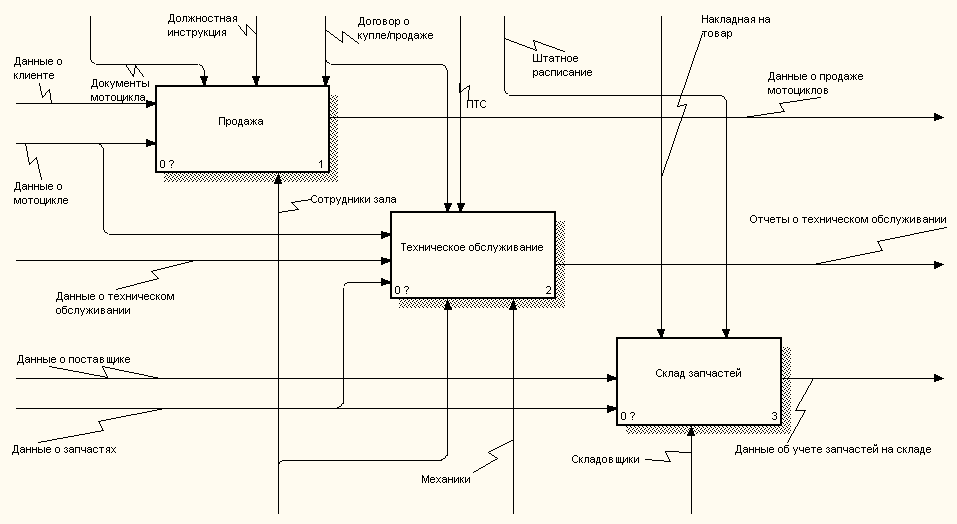 Должностная
инструкция
Договор о
купле/продаже
Накладная на
товар
Данные о
клиенте
Документы
мотоцикла
Штатное
расписание
Данные о продаже
мотоциклов
ПТС
Продажа
0 ?
1
Данные о
мотоцикле
Сотрудники зала
Отчеты о техническом обслуживании
Техническое обслуживание
0 ?
2
Данные о техническом
обслуживании
Данные о поставщике
Склад запчастей
0 ?
3
Данные о запчастях
Данные об учете запчастей на складе
Складовщики
Механики